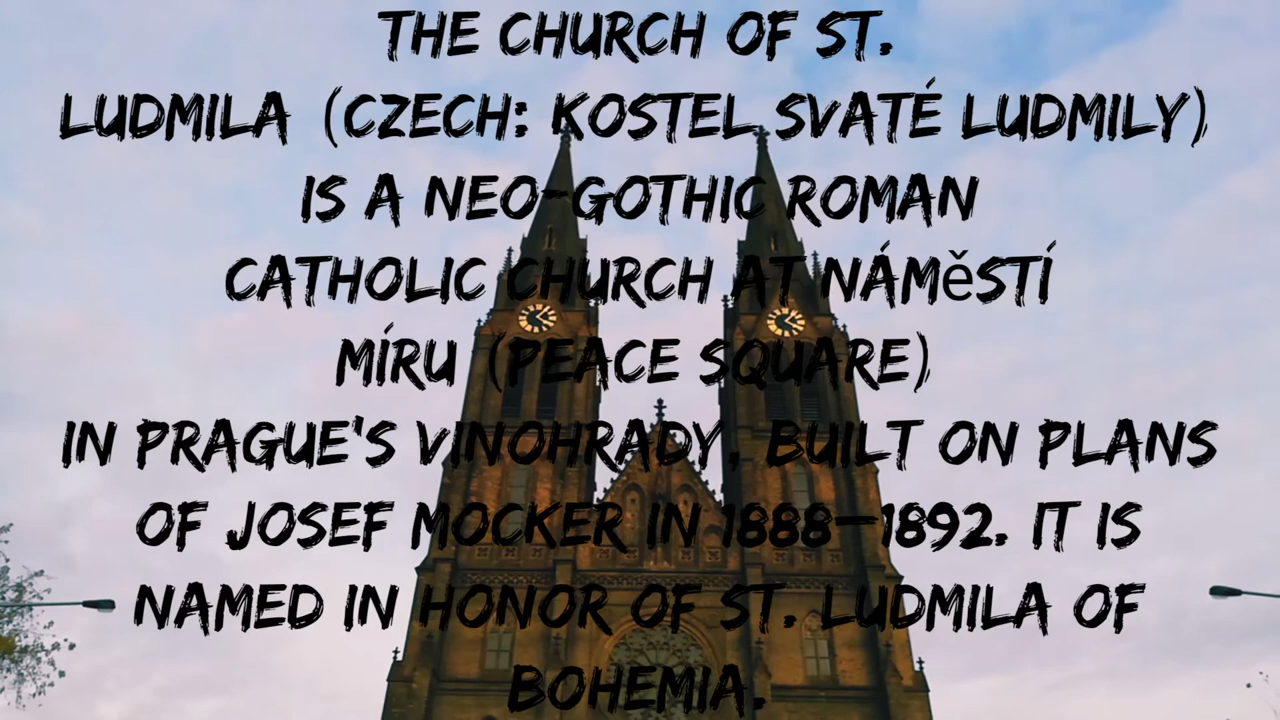 THE CHURCH OF ST.
LUDMILA (CZECH: KOSTEL SVATÉ LUDMILY)
IS A NEO-GOTHIC ROMAN
CATHOLIC CHURCH AT NÁMěSTÍ
MÍRU (PEACE SQUARE)
IN PRAGUE'S VINOHRADY, BUILT ON PLANS
OF JOSEF MOCKER IN 1888–1892. IT IS
NAMED IN HONOR OF ST. LUDMILA OF
BOHEMIA.